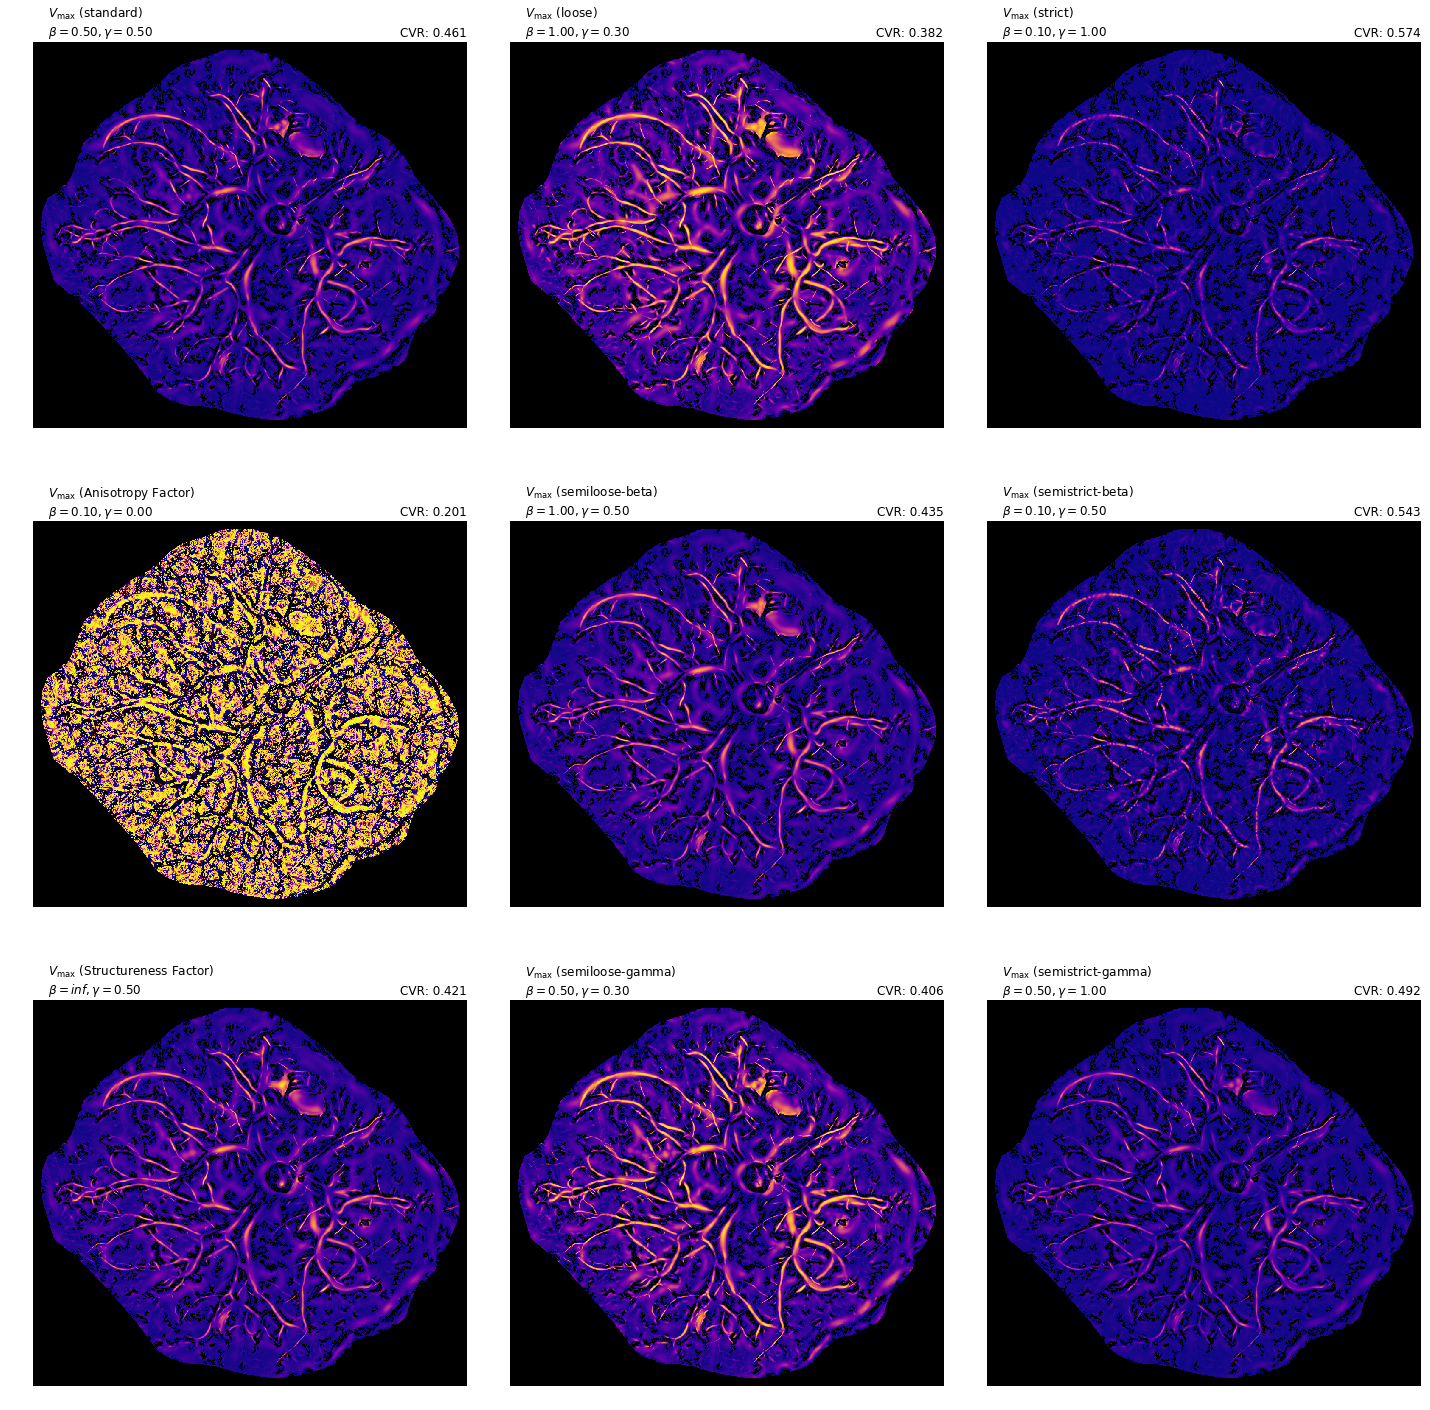 V_max (standard)
β = 0.50, γ = 0.50 CVR: 0.461
V_max (loose)
β = 1.00, γ = 0.30 CVR: 0.382
V_max (strict)
β = 0.10, γ = 1.00 CVR: 0.574
V_max (Anisotropy Factor)
β = 0.10, γ = 0.00 CVR: 0.201
V_max (semiloose-beta)
β = 1.00, γ = 0.50 CVR: 0.435
V_max (semistrict-beta)
β = 0.10, γ = 0.50 CVR: 0.543
V_max (Structureness Factor)
β = inf, γ = 0.50 CVR: 0.421
V_max (semiloose-gamma)
β = 0.50, γ = 0.30 CVR: 0.406
V_max (semistrict-gamma)
β = 0.50, γ = 1.00 CVR: 0.492